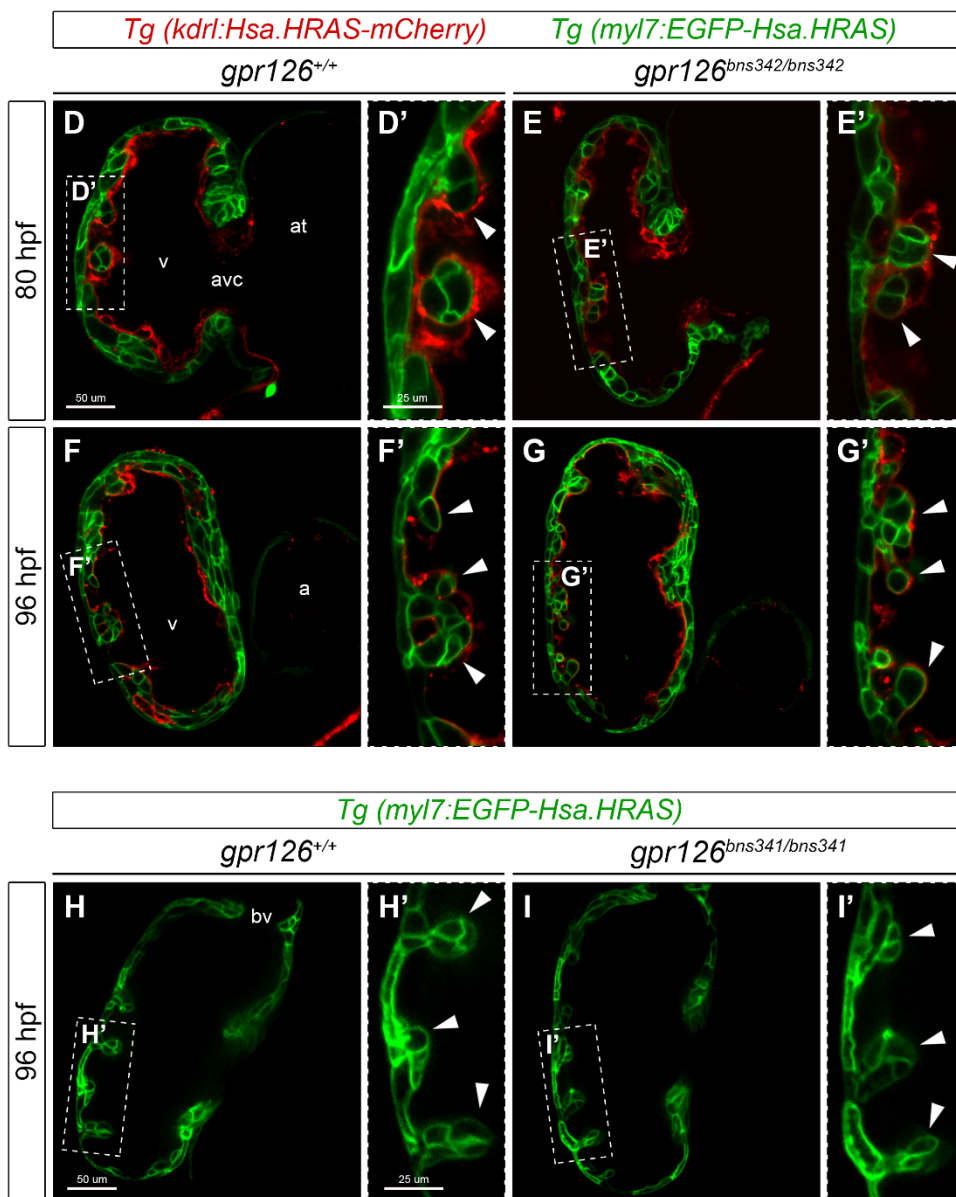 Tg (kdrl:Hsa.HRAS-mCherry) Tg (myl7:EGFP-Hsa.HRAS)
gpr126+/+ gpr126bns342/bns342
80 hpf
D D' E E'
D' E'
v at avc
50 um 25 um
96 hpf
F F' G G'
F' G'
v a
Tg (myl7:EGFP-Hsa.HRAS)
gpr126+/+ gpr126bns341/bns341
96 hpf
H bv H' I I'
H' I'
50 um 25 um